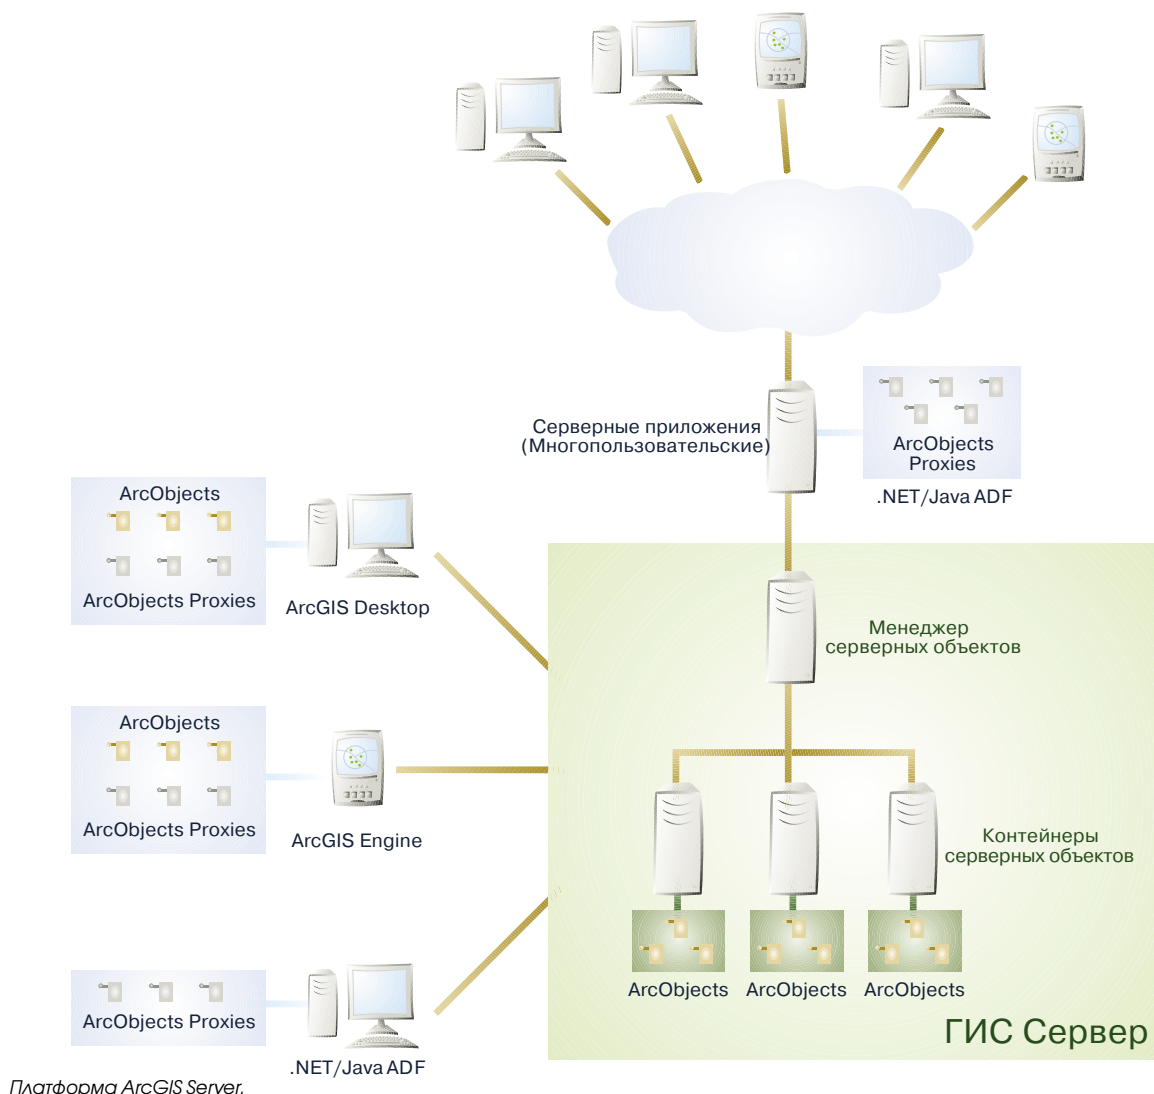 Серверные приложения
(Многопользовательские)
ArcObjects
Proxies
.NET/Java ADF
ArcObjects
ArcObjects Proxies
ArcGIS Desktop
Менеджер
серверных объектов
ArcObjects
ArcObjects Proxies
ArcGIS Engine
Контейнеры
серверных объектов
ArcObjects
ArcObjects
ArcObjects
ArcObjects Proxies
.NET/Java ADF
ГИС Сервер
Платформа ArcGIS Server.